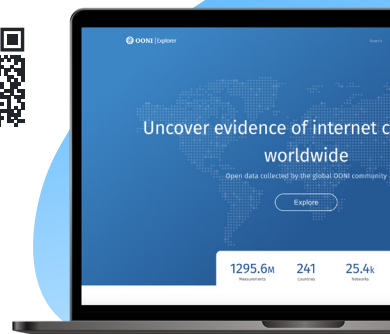 OONI | Explorer
Search
Uncover evidence of internet c
worldwide
Open data collected by the global OONI community
Explore
1295.6M 241 25.4k
Measurements Countries Networks